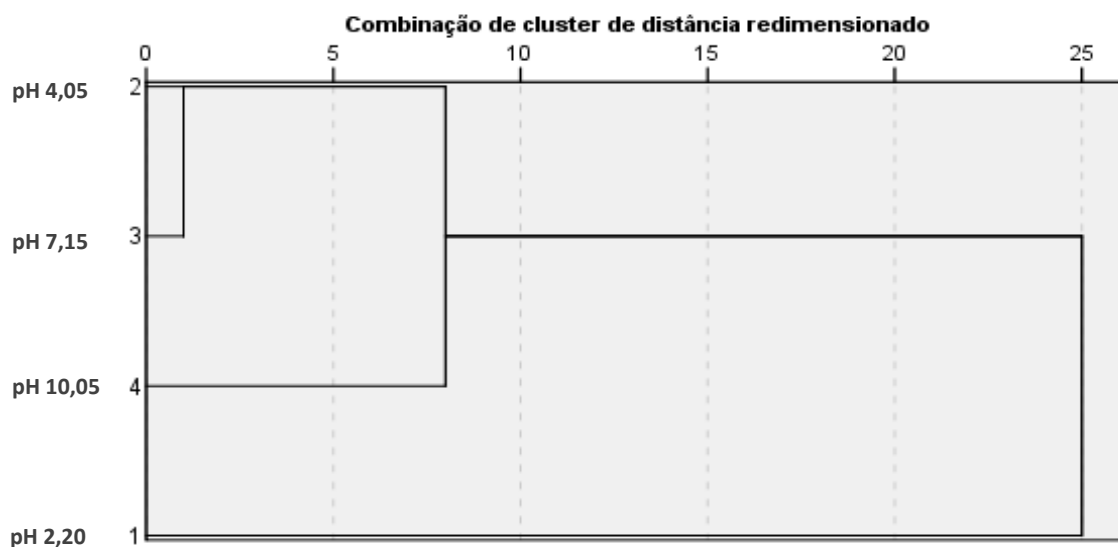 Combinação de cluster de distância redimensionado
0 5 10 15 20 25
pH 4,05 2
pH 7,15 3
pH 10,05 4
pH 2,20 1